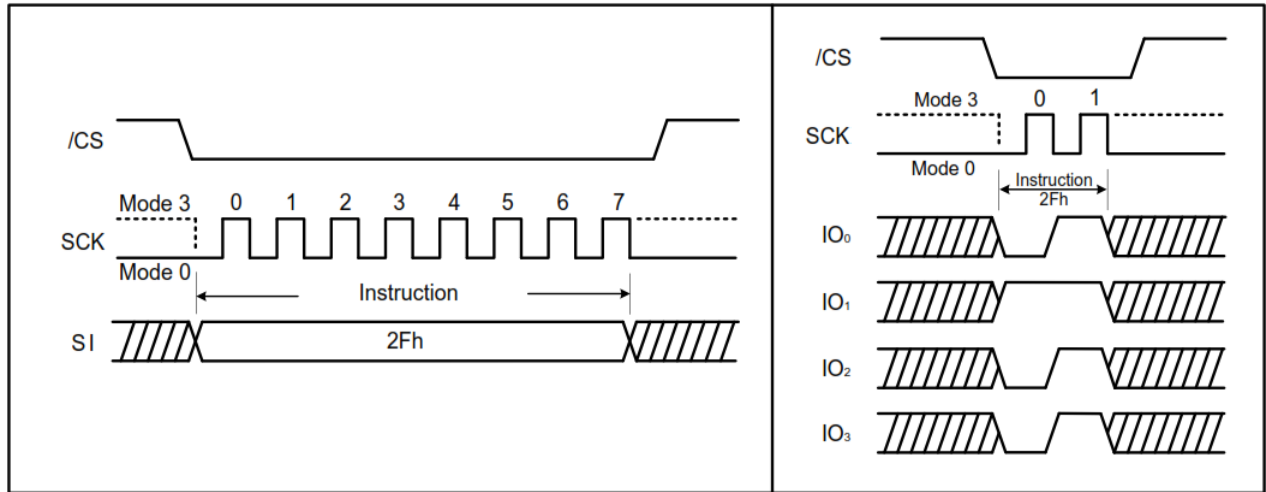 /CS
Mode 3 0 1 2 3 4 5 6 7
SCK
Mode 0
Instruction
SI 2Fh
/CS
Mode 3 0 1
SCK
Mode 0
Instruction
2Fh
IO₀
IO₁
IO₂
IO₃